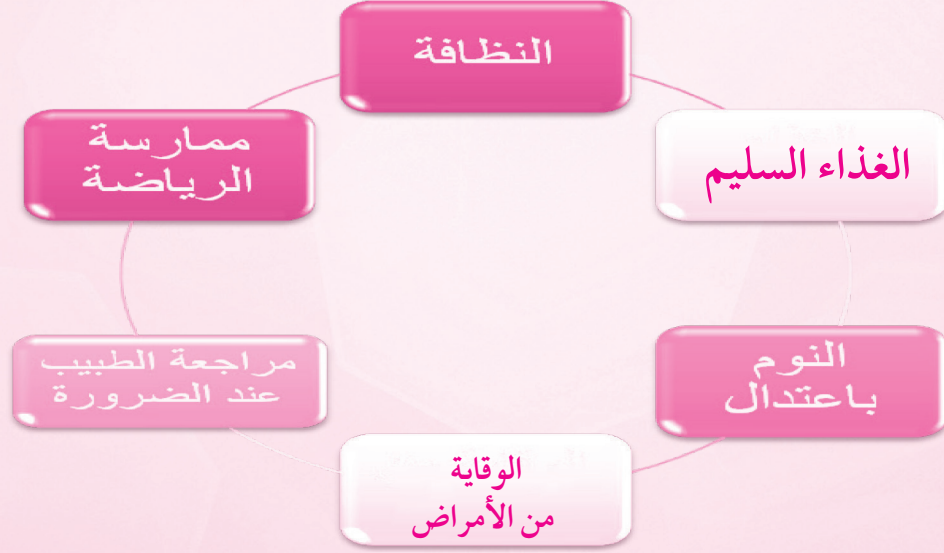 النظافة
الغذاء السليم
النوم
باعتدال
الوقاية
من الأمراض
مراجعة الطبيب
عند الضرورة
ممارسة
الرياضة